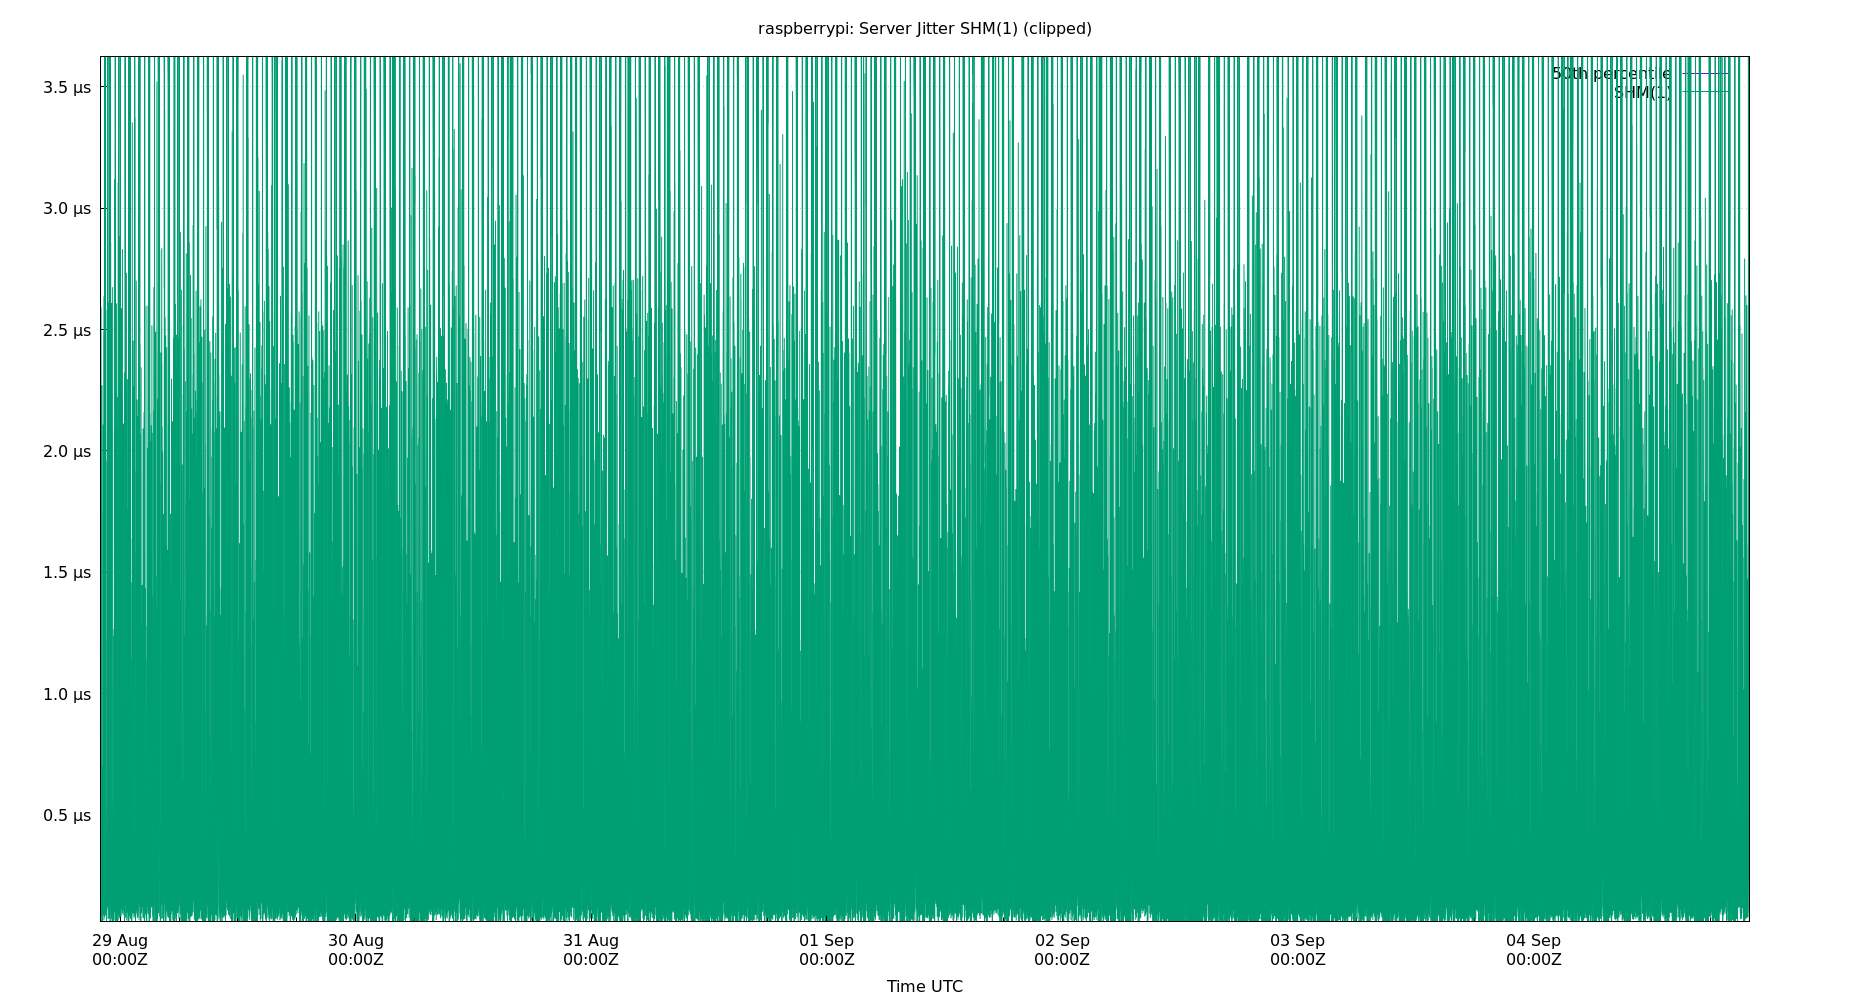 raspberrypi: Server Jitter SHM(1) (clipped)
50th percentile
SHM(1)
3.5 µs
3.0 µs
2.5 µs
2.0 µs
1.5 µs
1.0 µs
0.5 µs
29 Aug 30 Aug 31 Aug 01 Sep 02 Sep 03 Sep 04 Sep
00:00Z 00:00Z 00:00Z 00:00Z 00:00Z 00:00Z 00:00Z
Time UTC